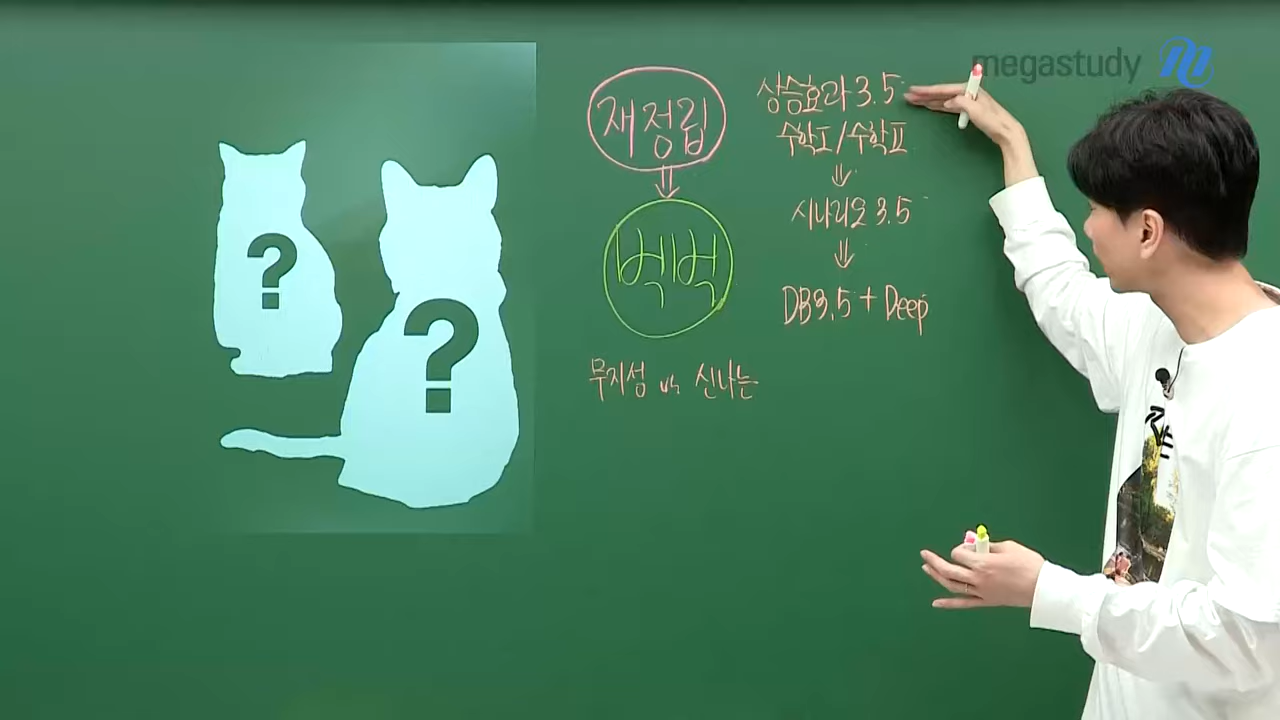 megastudy
재정립
⇓
벅벅
무지성 vs 신나는
상승효과 3.5
수학Ⅰ/수학Ⅱ
⇓
시나리오 3.5
⇓
DB3.5 + Deep
?
?